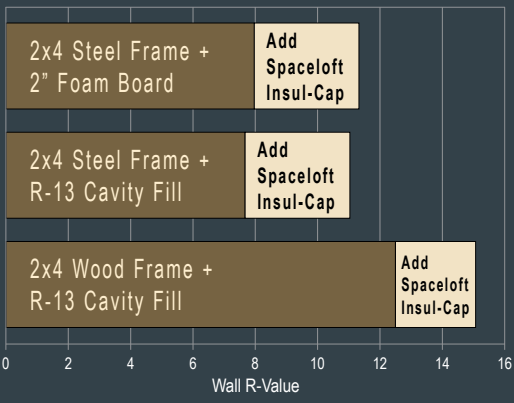 2x4 Steel Frame +
2” Foam Board
Add
Spaceloft
Insul-Cap
2x4 Steel Frame +
R-13 Cavity Fill
Add
Spaceloft
Insul-Cap
2x4 Wood Frame +
R-13 Cavity Fill
Add
Spaceloft
Insul-Cap
0 2 4 6 8 10 12 14 16
Wall R-Value